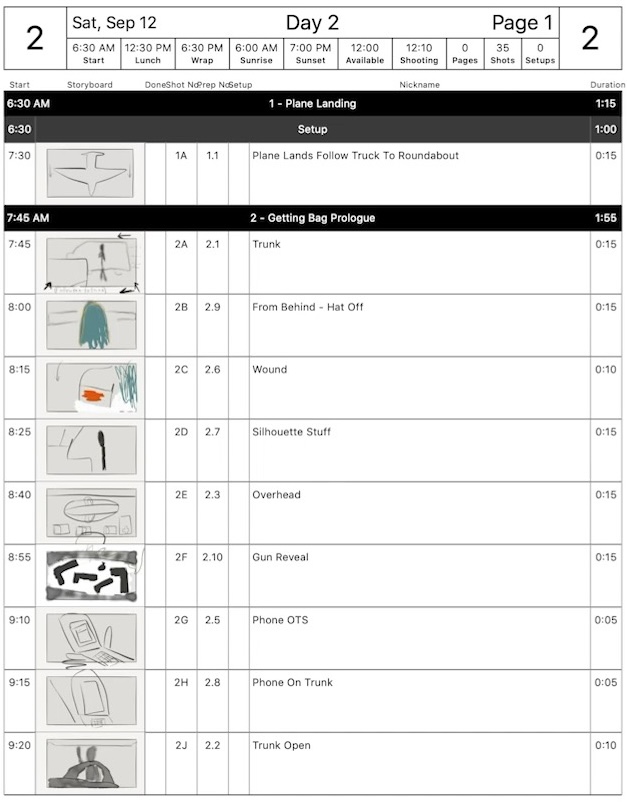 2
Sat, Sep 12
Day 2
Page 1
2
6:30 AM 12:30 PM 6:30 PM 6:00 AM 7:00 PM 12:00 12:10 0 35 0
Start Lunch Wrap Sunrise Sunset Available Shooting Pages Shots Setups
Start Storyboard Done Shot No Prep No Setup Nickname Duration
6:30 AM 1 - Plane Landing 1:15
6:30 Setup 1:00
7:30 1A 1.1 Plane Lands Follow Truck To Roundabout 0:15
7:45 AM 2 - Getting Bag Prologue 1:55
7:45 2A 2.1 Trunk 0:15
8:00 2B 2.9 From Behind - Hat Off 0:15
8:15 2C 2.6 Wound 0:10
8:25 2D 2.7 Silhouette Stuff 0:15
8:40 2E 2.3 Overhead 0:15
8:55 2F 2.10 Gun Reveal 0:15
9:10 2G 2.5 Phone OTS 0:05
9:15 2H 2.8 Phone On Trunk 0:05
9:20 2J 2.2 Trunk Open 0:10